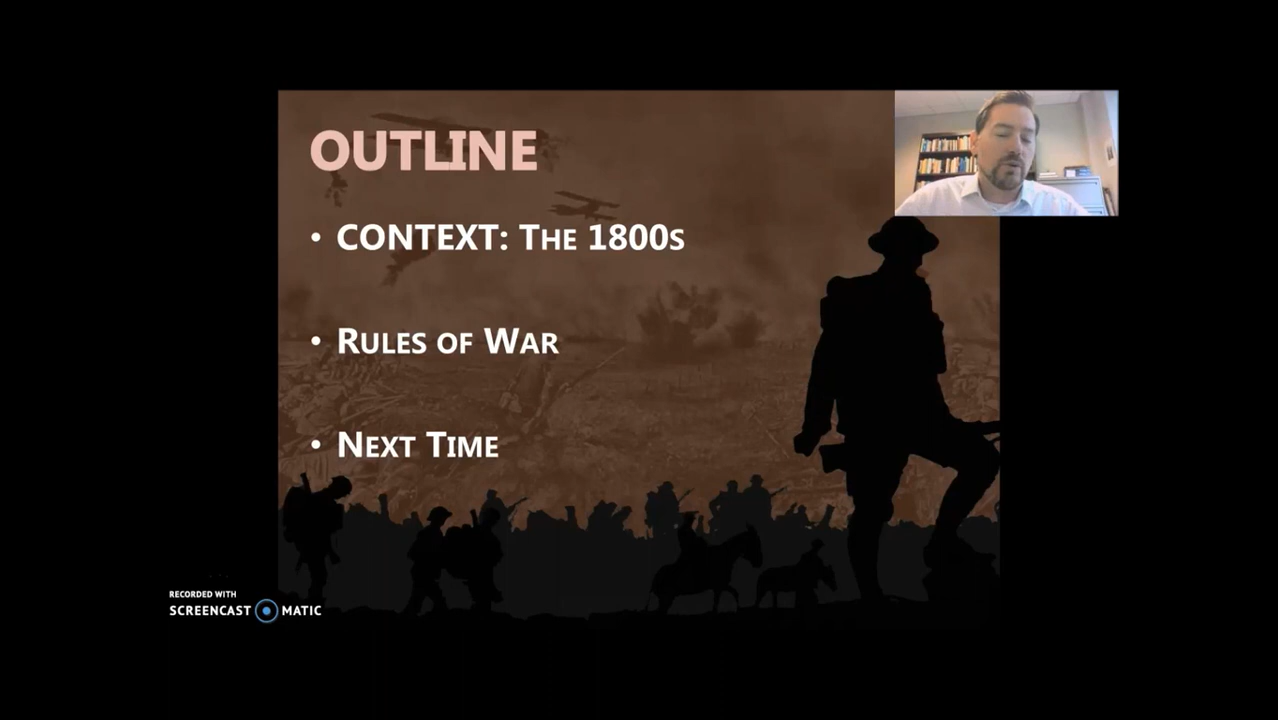 OUTLINE
• CONTEXT: THE 1800S
• RULES OF WAR
• NEXT TIME
RECORDED WITH
SCREENCAST MATIC